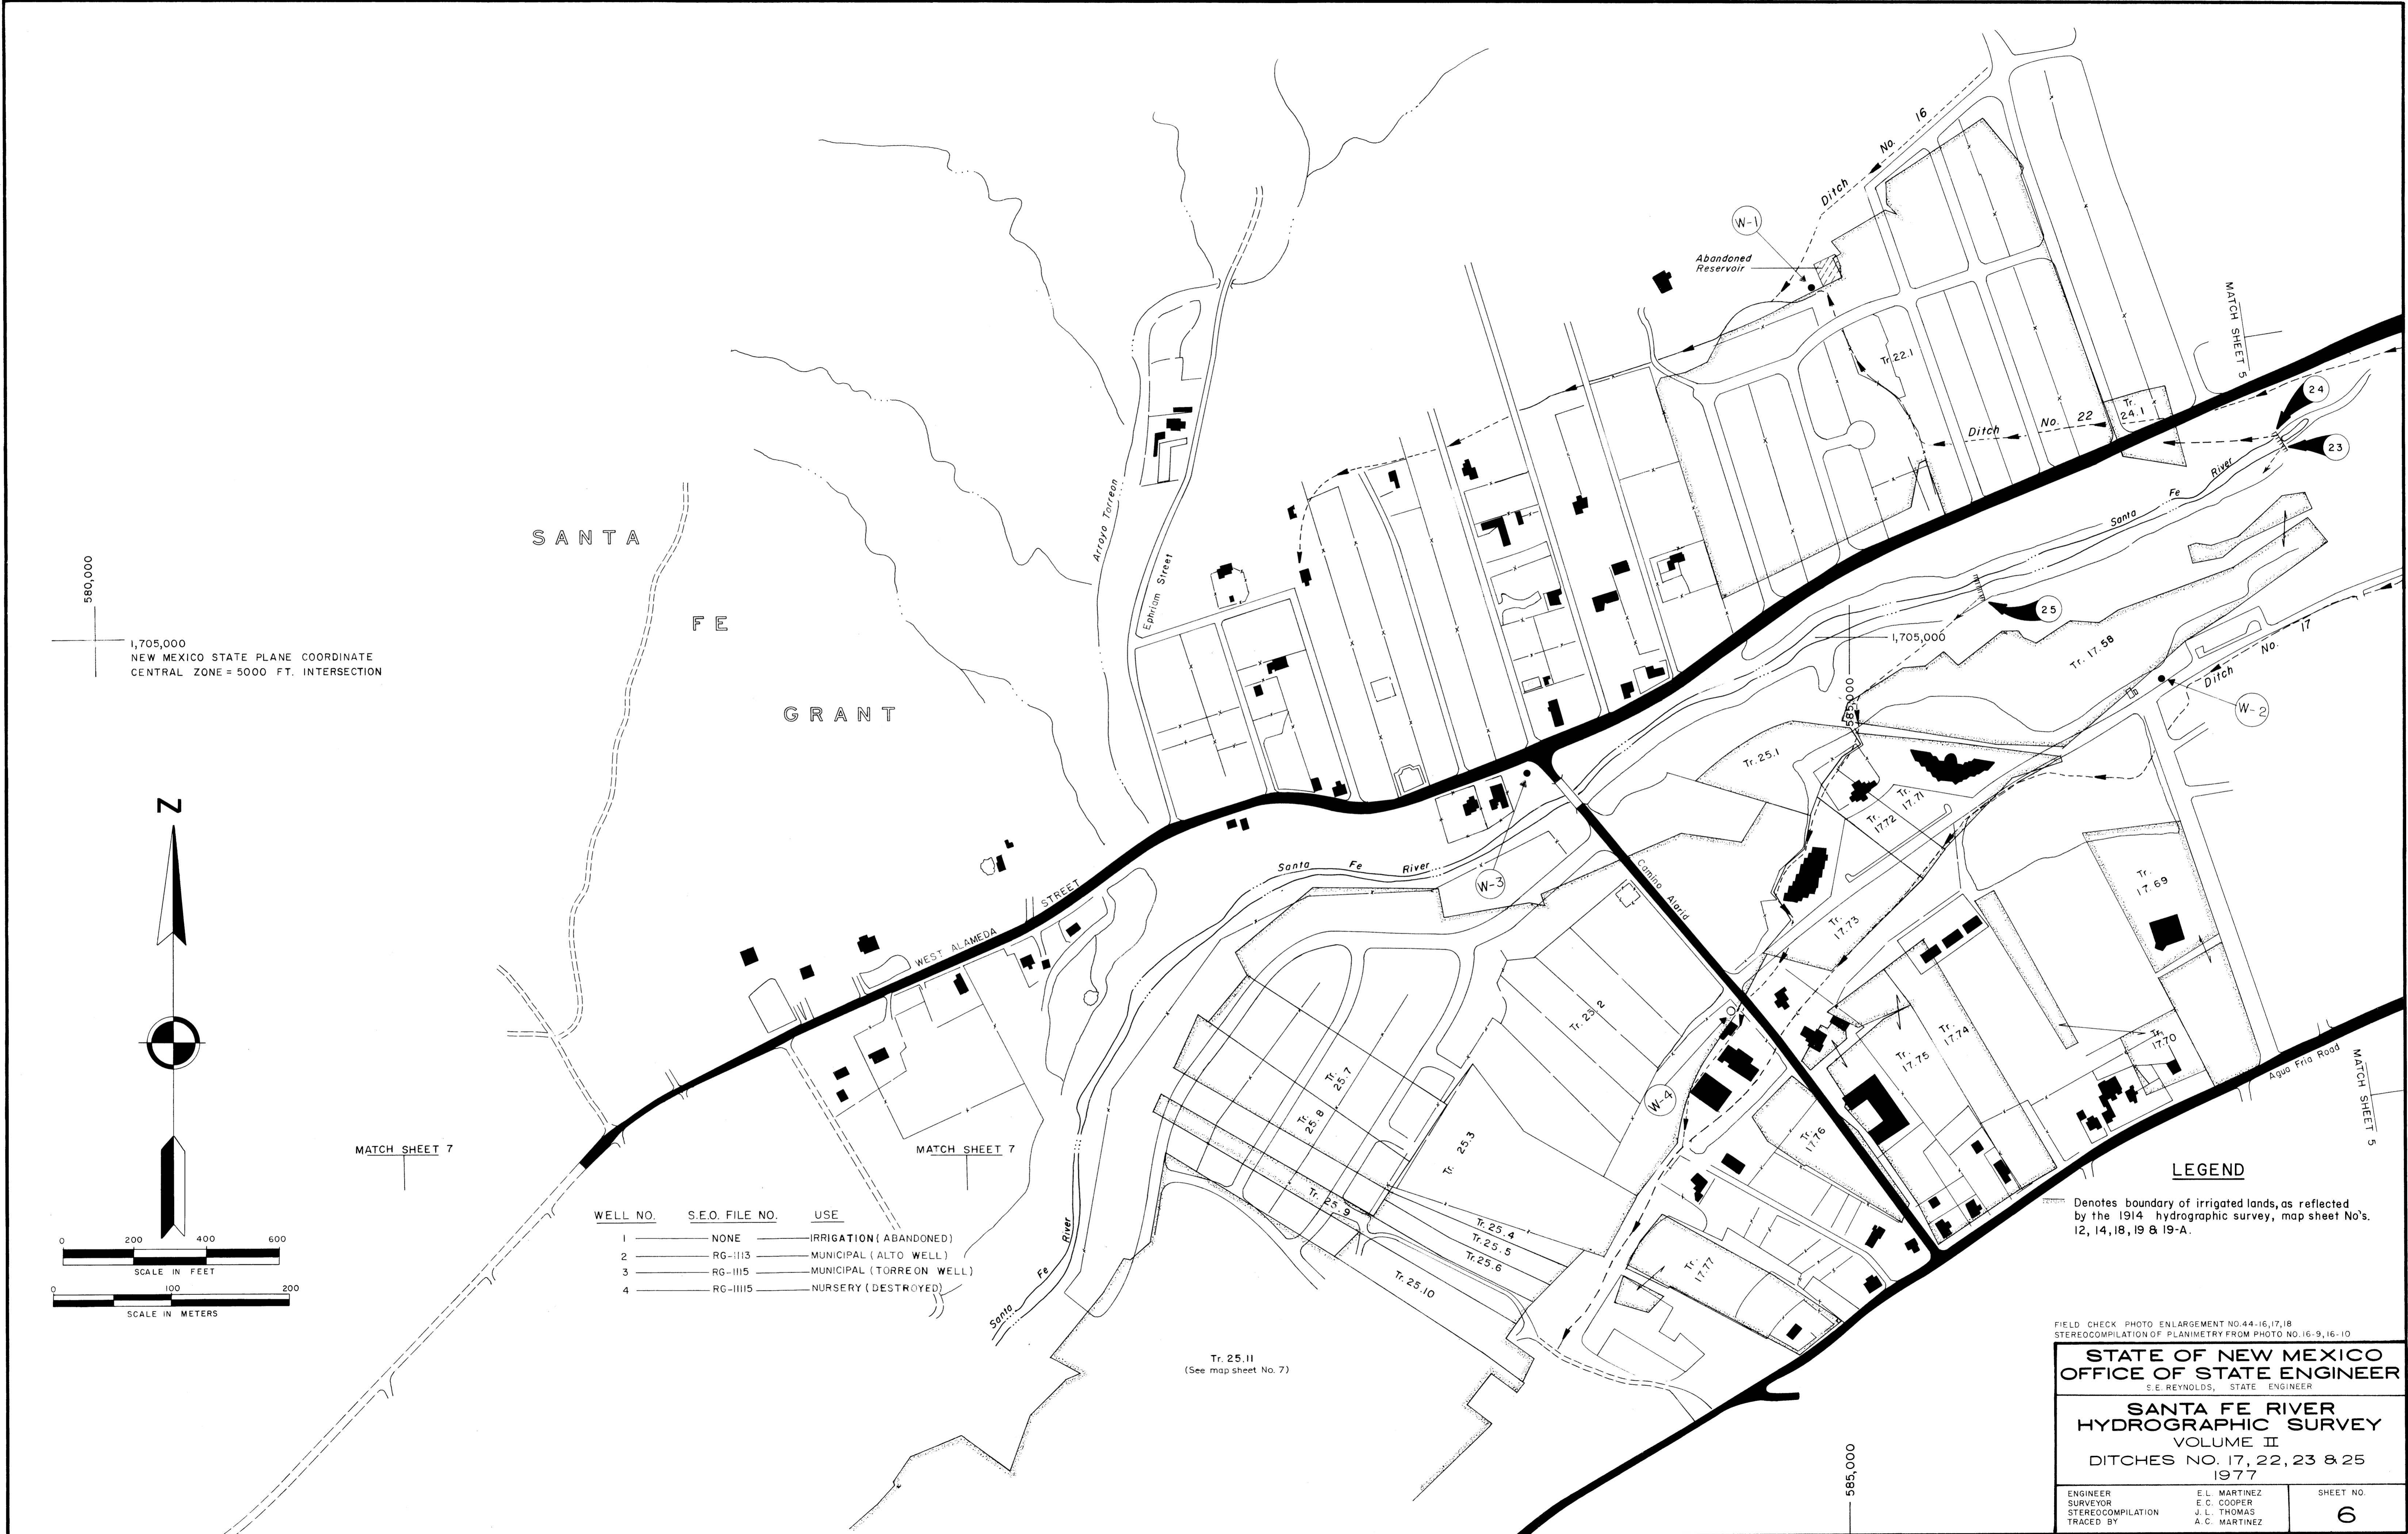 No. 16
Ditch
W-1
Abandoned
Reservoir
MATCH SHEET 5
Tr. 22.1
Tr.
24.1
Ditch No. 22
24
23
Santa Fe River
25
1,705,000
585,000
Tr. 17.58
Ditch No. 17
W-2
SANTA
FE
GRANT
580,000
1,705,000
NEW MEXICO STATE PLANE COORDINATE
CENTRAL ZONE = 5000 FT. INTERSECTION
Arroyo Torreon
Ephriam Street
N
Tr. 25.1
Tr.
17.71
Tr.
17.72
Santa Fe River
W-3
Camino Alarid
Tr.
17.69
Tr.
17.73
WEST ALAMEDA STREET
Tr. 25.2
Tr.
17.74
Tr.
17.75
Tr.
17.70
Agua Fria Road
MATCH SHEET 5
Tr.
25.7
Tr.
25.8
W-4
Tr. 25.3
Tr.
17.76
MATCH SHEET 7
MATCH SHEET 7
Tr. 25.9
Tr. 25.4
Tr. 25.5
Tr. 25.6
Tr. 25.10
Tr.
17.77
Santa Fe River
WELL NO. S.E.O. FILE NO. USE
1 NONE IRRIGATION (ABANDONED)
2 RG-1113 MUNICIPAL (ALTO WELL)
3 RG-1115 MUNICIPAL (TORREON WELL)
4 RG-11115 NURSERY (DESTROYED)
0 200 400 600
SCALE IN FEET
0 100 200
SCALE IN METERS
LEGEND
Denotes boundary of irrigated lands, as reflected
by the 1914 hydrographic survey, map sheet No's.
12, 14, 18, 19 & 19-A.
Tr. 25.11
(See map sheet No. 7)
585,000
FIELD CHECK PHOTO ENLARGEMENT NO. 44-16,17,18
STEREOCOMPILATION OF PLANIMETRY FROM PHOTO NO. 16-9, 16-10
STATE OF NEW MEXICO
OFFICE OF STATE ENGINEER
S.E. REYNOLDS, STATE ENGINEER
SANTA FE RIVER
HYDROGRAPHIC SURVEY
VOLUME II
DITCHES NO. 17, 22, 23 & 25
1977
ENGINEER E.L. MARTINEZ
SURVEYOR E.C. COOPER
STEREOCOMPILATION J.L. THOMAS
TRACED BY A.C. MARTINEZ
SHEET NO.
6